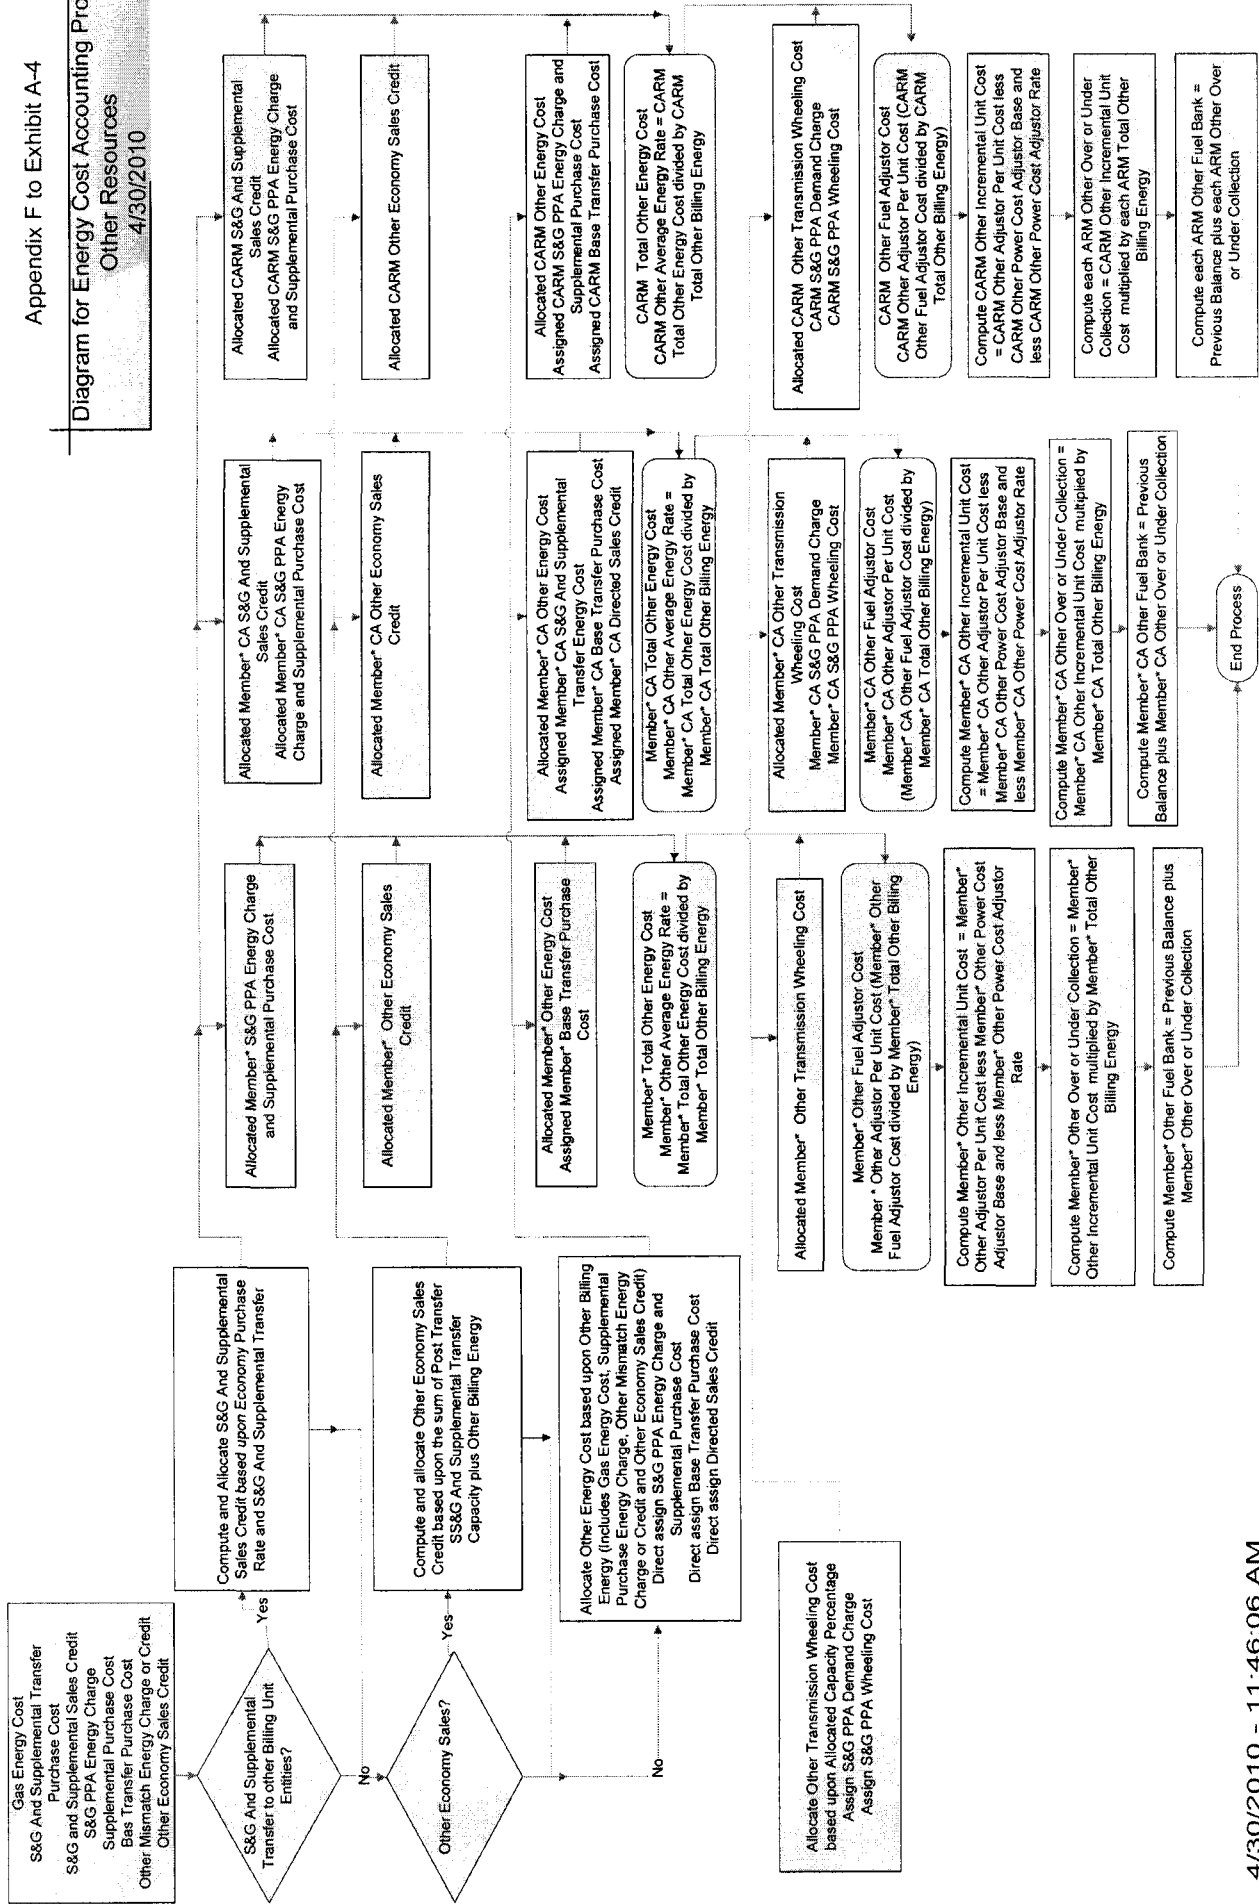 Appendix F to Exhibit A-4
Diagram for Energy Cost Accounting Pro
Other Resources
4/30/2010
Gas Energy Cost
S&G And Supplemental Transfer
Purchase Cost
S&G and Supplemental Sales Credit
S&G PPA Energy Charge
Supplemental Purchase Cost
Bas Transfer Purchase Cost
Other Mismatch Energy Charge or Credit
Other Economy Sales Credit
S&G And Supplemental
Transfer to other Billing Unit
Entities?
Yes
No
Compute and Allocate S&G And Supplemental
Sales Credit based upon Economy Purchase
Rate and S&G And Supplemental Transfer
Other Economy Sales?
Yes
No
Compute and allocate Other Economy Sales
Credit based upon the sum of Post Transfer
SS&G And Supplemental Transfer
Capacity plus Other Billing Energy
Allocate Other Energy Cost based upon Other Billing
Energy (Includes Gas Energy Cost, Supplemental
Purchase Energy Charge, Other Mismatch Energy
Charge or Credit and Other Economy Sales Credit)
Direct assign S&G PPA Energy Charge and
Supplemental Purchase Cost
Direct assign Base Transfer Purchase Cost
Direct assign Directed Sales Credit
Allocate Other Transmission Wheeling Cost
based upon Allocated Capacity Percentage
Assign S&G PPA Demand Charge
Assign S&G PPA Wheeling Cost
Allocated Member* S&G PPA Energy Charge
and Supplemental Purchase Cost
Allocated Member* Other Economy Sales
Credit
Allocated Member* Other Energy Cost
Assigned Member* Base Transfer Purchase
Cost
Member* Total Other Energy Cost
Member* Other Average Energy Rate =
Member* Total Other Energy Cost divided by
Member* Total Other Billing Energy
Allocated Member* Other Transmission Wheeling Cost
Member* Other Fuel Adjustor Cost
Member * Other Adjustor Per Unit Cost (Member* Other
Fuel Adjustor Cost divided by Member* Total Other Billing
Energy)
Compute Member* Other Incremental Unit Cost = Member*
Other Adjustor Per Unit Cost less Member* Other Power Cost
Adjustor Base and less Member* Other Power Cost Adjustor
Rate
Compute Member* Other Over or Under Collection = Member*
Other Incremental Unit Cost multiplied by Member* Total Other
Billing Energy
Compute Member* Other Fuel Bank = Previous Balance plus
Member* Other Over or Under Collection
Allocated Member* CA S&G And Supplemental
Sales Credit
Allocated Member* CA S&G PPA Energy
Charge and Supplemental Purchase Cost
Allocated Member* CA Other Economy Sales
Credit
Allocated Member* CA Other Energy Cost
Assigned Member* CA S&G And Supplemental
Transfer Energy Cost
Assigned Member* CA Base Transfer Purchase Cost
Assigned Member* CA Directed Sales Credit
Member* CA Total Other Energy Cost
Member* CA Other Average Energy Rate =
Member* CA Total Other Energy Cost divided by
Member* CA Total Other Billing Energy
Allocated Member* CA Other Transmission
Wheeling Cost
Member* CA S&G PPA Demand Charge
Member* CA S&G PPA Wheeling Cost
Member* CA Other Fuel Adjustor Cost
Member* CA Other Adjustor Per Unit Cost
(Member* CA Other Fuel Adjustor Cost divided by
Member* CA Total Other Billing Energy)
Compute Member* CA Other Incremental Unit Cost
= Member* CA Other Adjustor Per Unit Cost less
Member* CA Other Power Cost Adjustor Base and
less Member* CA Other Power Cost Adjustor Rate
Compute Member* CA Other Over or Under Collection =
Member* CA Other Incremental Unit Cost multiplied by
Member* CA Total Other Billing Energy
Compute Member* CA Other Fuel Bank = Previous
Balance plus Member* CA Other Over or Under Collection
Allocated CARM S&G And Supplemental
Sales Credit
Allocated CARM S&G PPA Energy Charge
and Supplemental Purchase Cost
Allocated CARM Other Economy Sales Credit
Allocated CARM Other Energy Cost
Assigned CARM S&G PPA Energy Charge and
Supplemental Purchase Cost
Assigned CARM Base Transfer Purchase Cost
CARM Total Other Energy Cost
CARM Other Average Energy Rate = CARM
Total Other Energy Cost divided by CARM
Total Other Billing Energy
Allocated CARM Other Transmission Wheeling Cost
CARM S&G PPA Demand Charge
CARM S&G PPA Wheeling Cost
CARM Other Fuel Adjustor Cost
CARM Other Adjustor Per Unit Cost (CARM
Other Fuel Adjustor Cost divided by CARM
Total Other Billing Energy)
Compute CARM Other Incremental Unit Cost
= CARM Other Adjustor Per Unit Cost less
CARM Other Power Cost Adjustor Base and
less CARM Other Power Cost Adjustor Rate
Compute each ARM Other Over or Under
Collection = CARM Other Incremental Unit
Cost multiplied by each ARM Total Other
Billing Energy
Compute each ARM Other Fuel Bank =
Previous Balance plus each ARM Other Over
or Under Collection
End Process
4/30/2010 - 11:46:06 AM